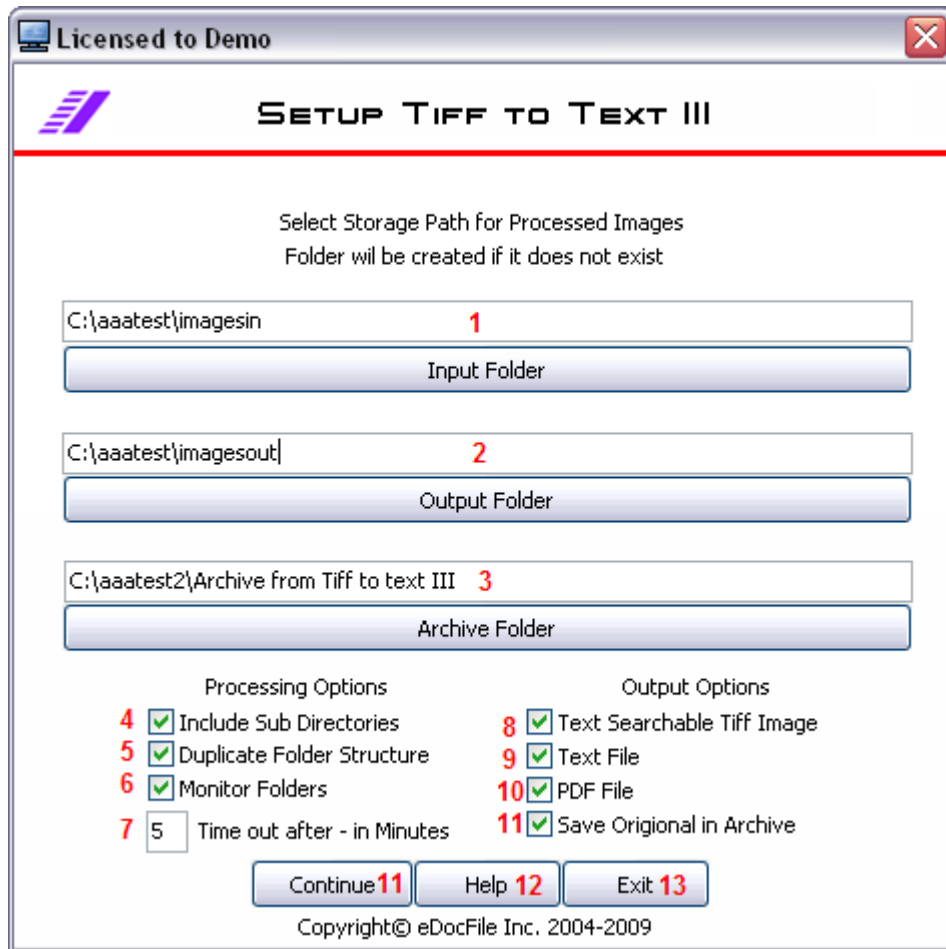 Licensed to Demo
Setup Tiff to Text III
Select Storage Path for Processed Images
Folder wil be created if it does not exist
C:\aaatest\imagesin 1
Input Folder
C:\aaatest\imagesout 2
Output Folder
C:\aaatest2\Archive from Tiff to text III 3
Archive Folder
Processing Options
4 Include Sub Directories
5 Duplicate Folder Structure
6 Monitor Folders
7 5 Time out after - in Minutes
Output Options
8 Text Searchable Tiff Image
9 Text File
10 PDF File
11 Save Origional in Archive
Continue 11 Help 12 Exit 13
Copyright© eDocFile Inc. 2004-2009